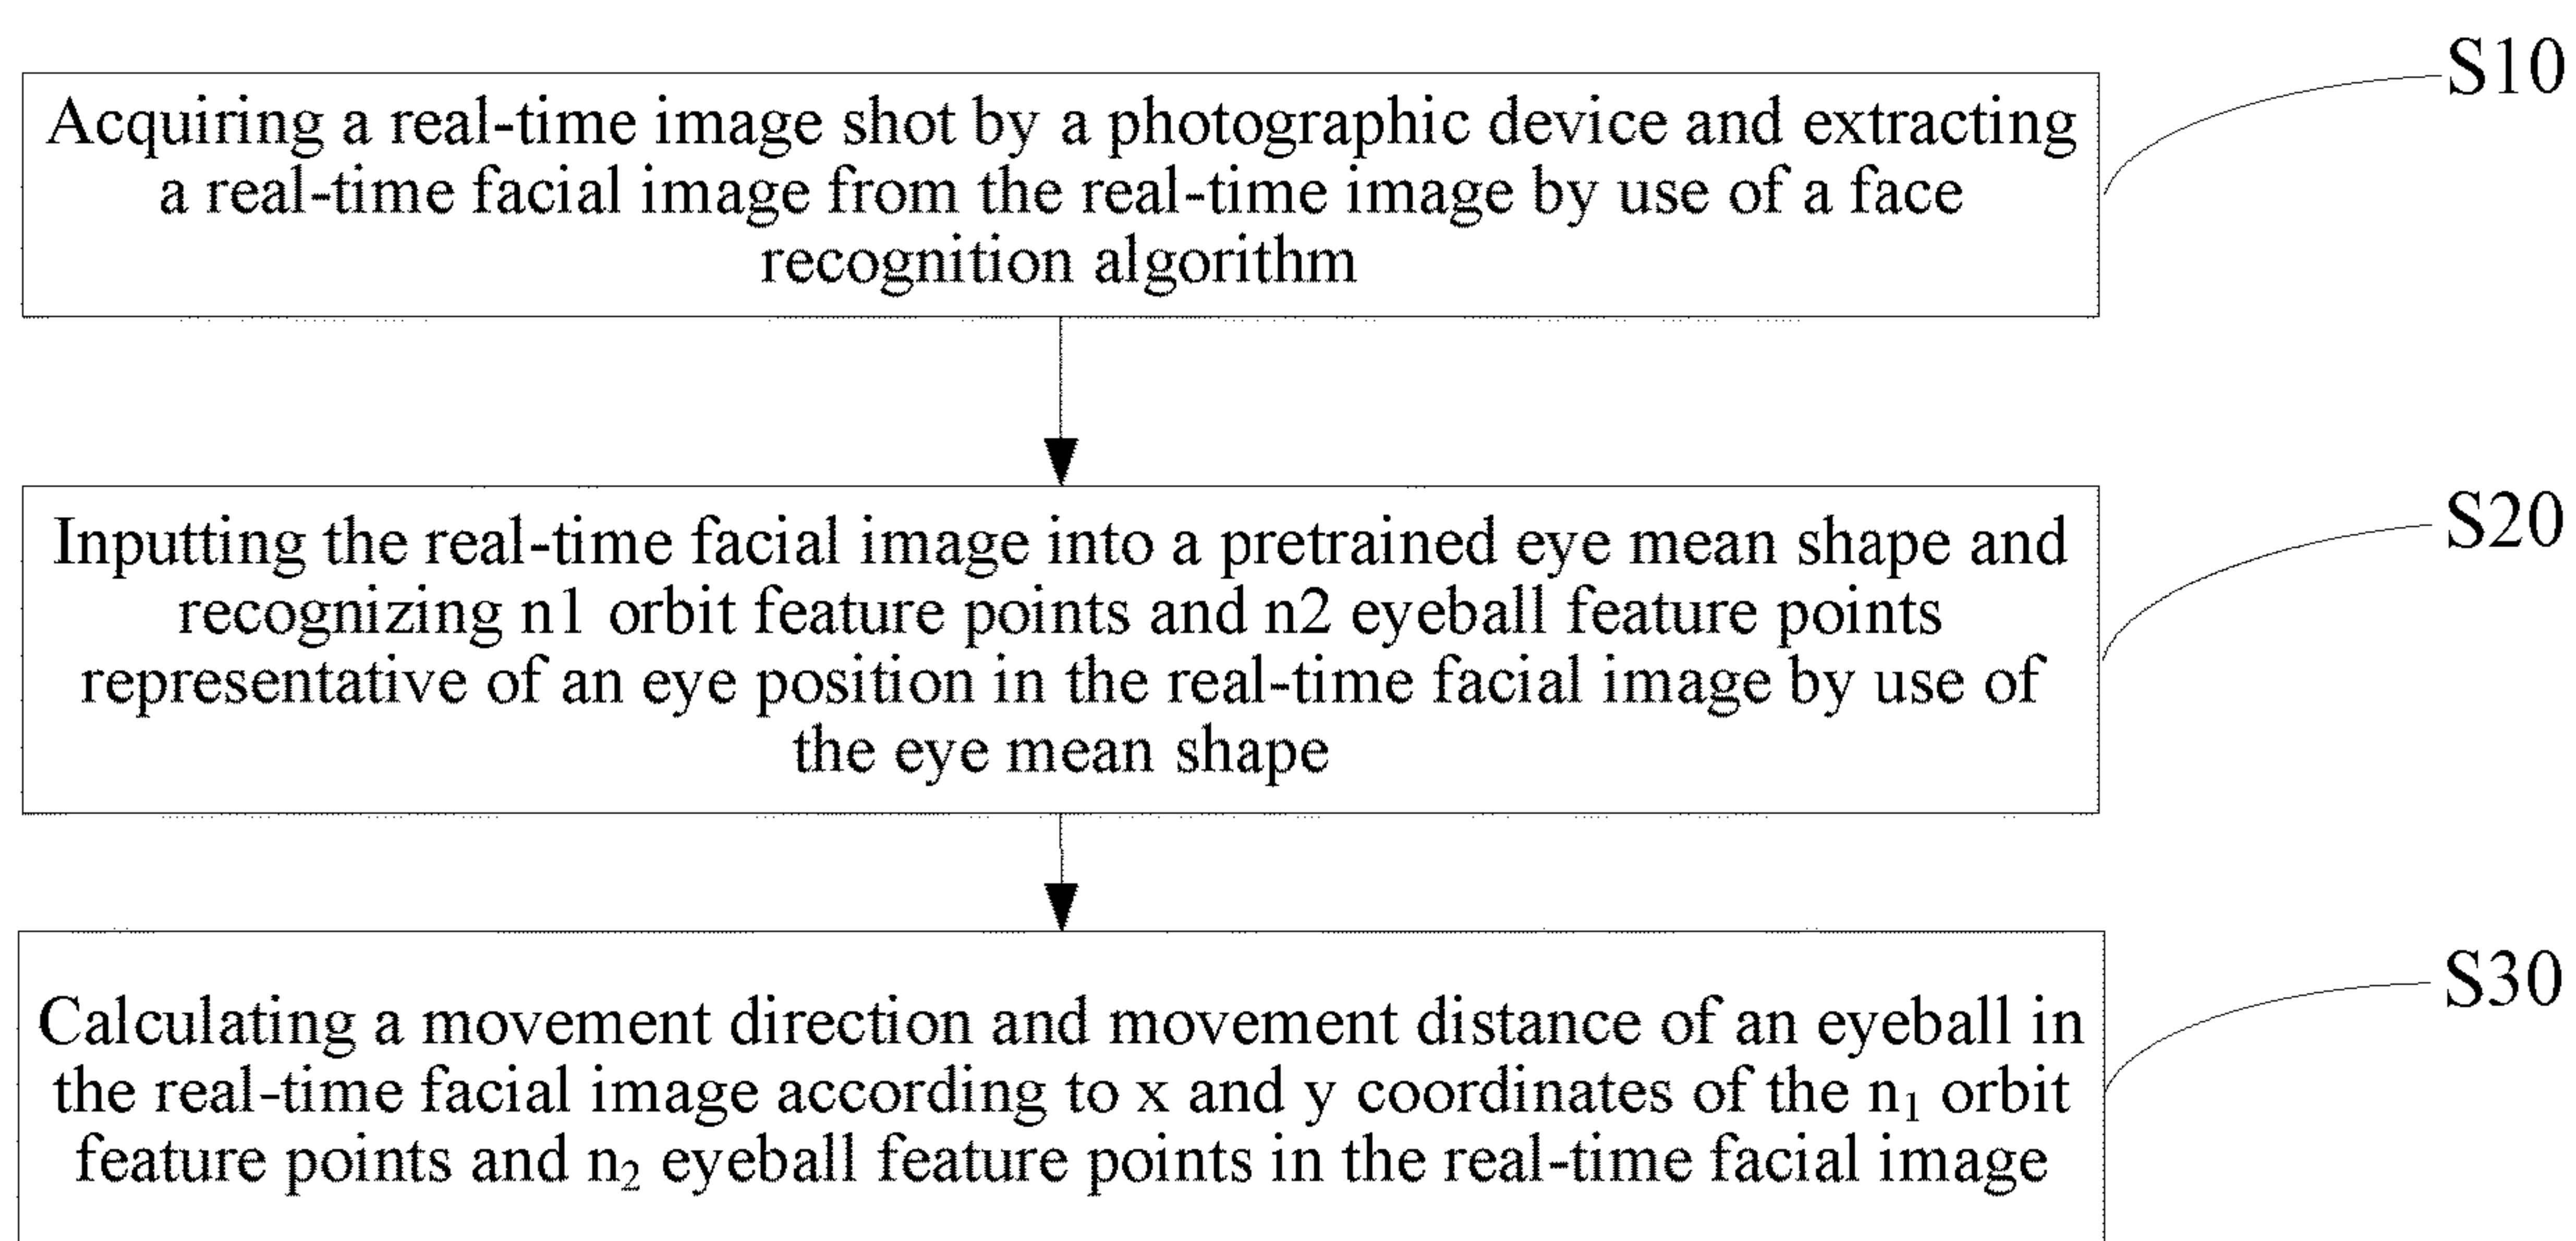 S10
Acquiring a real-time image shot by a photographic device and extracting
a real-time facial image from the real-time image by use of a face
recognition algorithm
S20
Inputting the real-time facial image into a pretrained eye mean shape and
recognizing n1 orbit feature points and n2 eyeball feature points
representative of an eye position in the real-time facial image by use of
the eye mean shape
S30
Calculating a movement direction and movement distance of an eyeball in
the real-time facial image according to x and y coordinates of the n₁ orbit
feature points and n₂ eyeball feature points in the real-time facial image